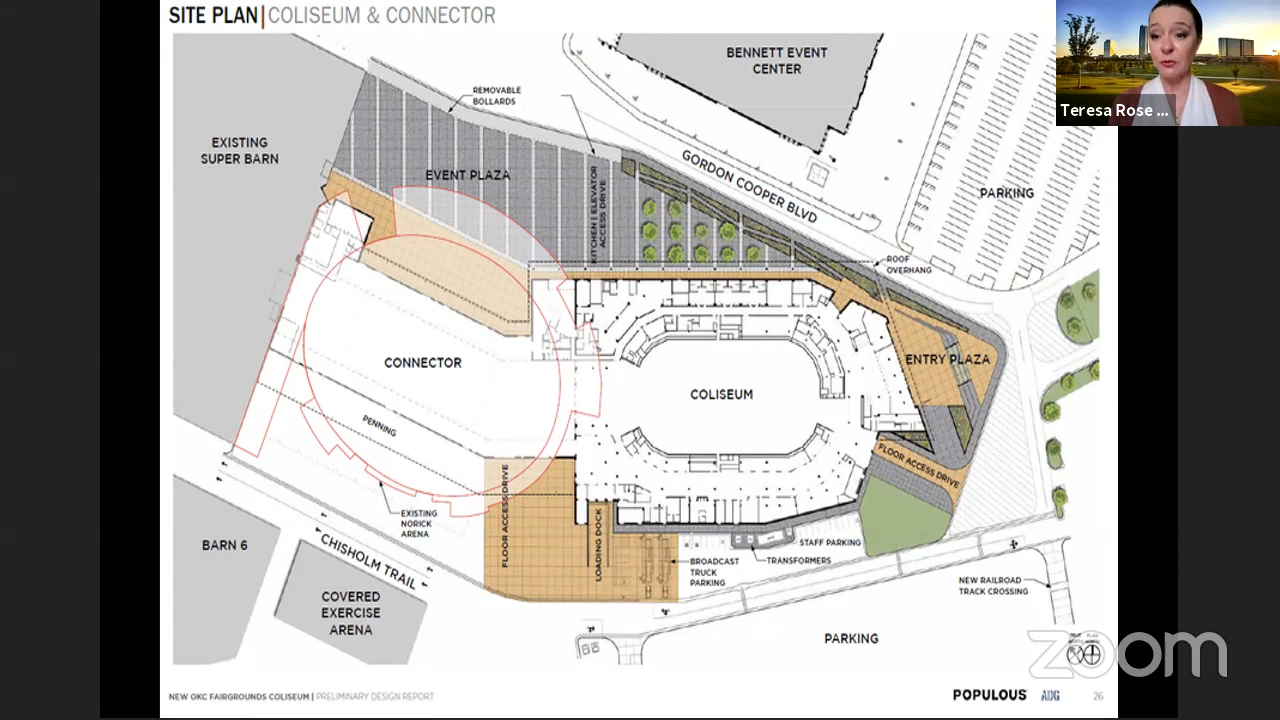 SITE PLAN|COLISEUM & CONNECTOR
Teresa Rose ...
BENNETT EVENT
CENTER
REMOVABLE
BOLLARDS
EXISTING
SUPER BARN
EVENT PLAZA
KITCHEN | ELEVATOR
ACCESS DRIVE
GORDON COOPER BLVD
PARKING
ROOF
OVERHANG
ENTRY PLAZA
CONNECTOR
COLISEUM
PENNING
FLOOR ACCESS DRIVE
FLOOR ACCESS DRIVE
LOADING DOCK
EXISTING
NORICK
ARENA
BARN 6
CHISHOLM TRAIL
STAFF PARKING
TRANSFORMERS
BROADCAST
TRUCK
PARKING
COVERED
EXERCISE
ARENA
NEW RAILROAD
TRACK CROSSING
PARKING
zoom
NEW OKC FAIRGROUNDS COLISEUM | PRELIMINARY DESIGN REPORT
POPULOUS
ADG
26